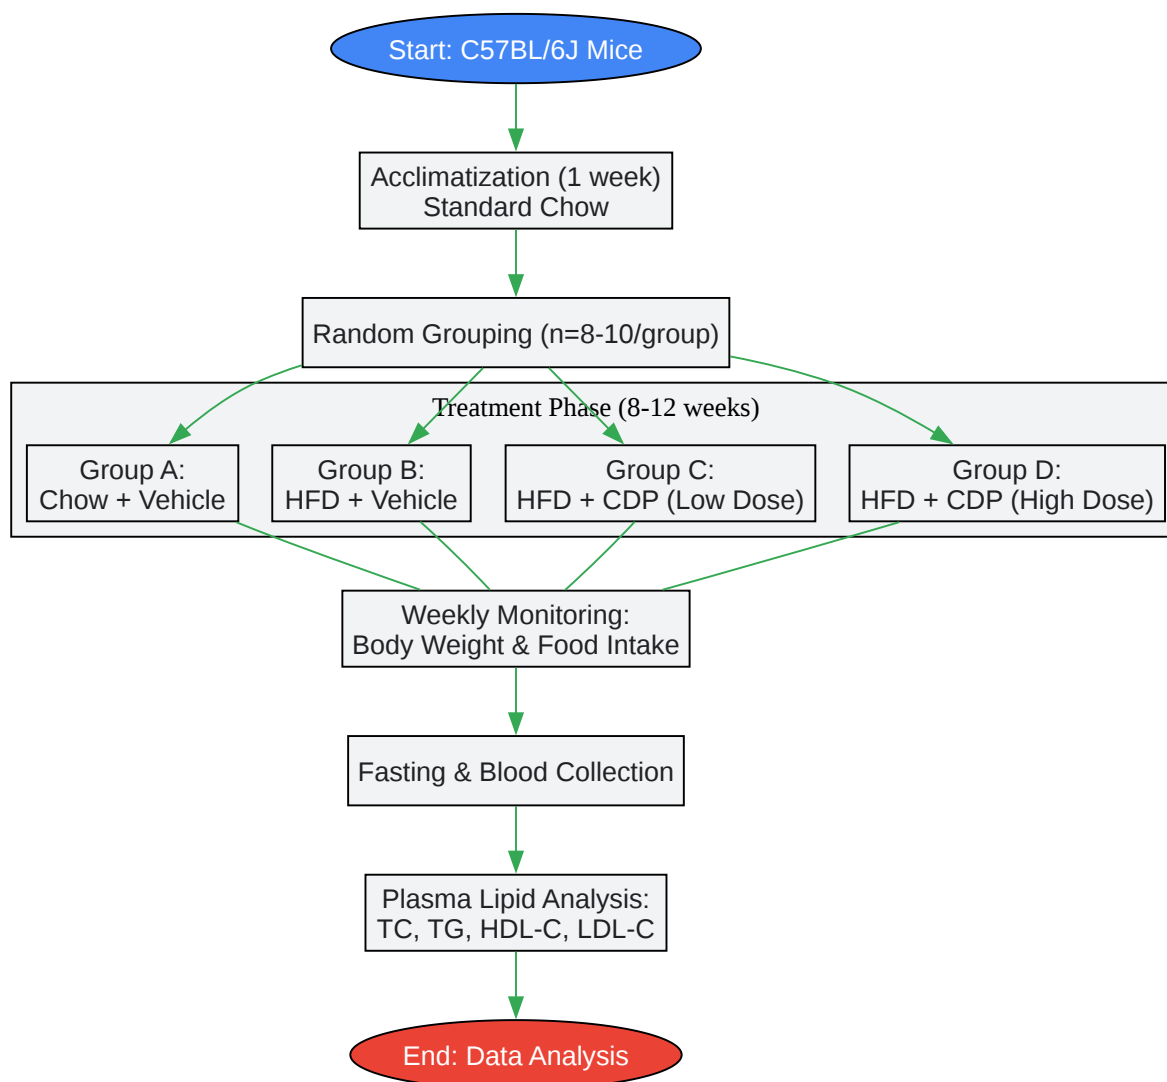 Start: C57BL/6J Mice
Acclimatization (1 week)
Standard Chow
Random Grouping (n=8-10/group)
Treatment Phase (8-12 weeks)
Group A:
Chow + Vehicle
Group B:
HFD + Vehicle
Group C:
HFD + CDP (Low Dose)
Group D:
HFD + CDP (High Dose)
Weekly Monitoring:
Body Weight & Food Intake
Fasting & Blood Collection
Plasma Lipid Analysis:
TC, TG, HDL-C, LDL-C
End: Data Analysis